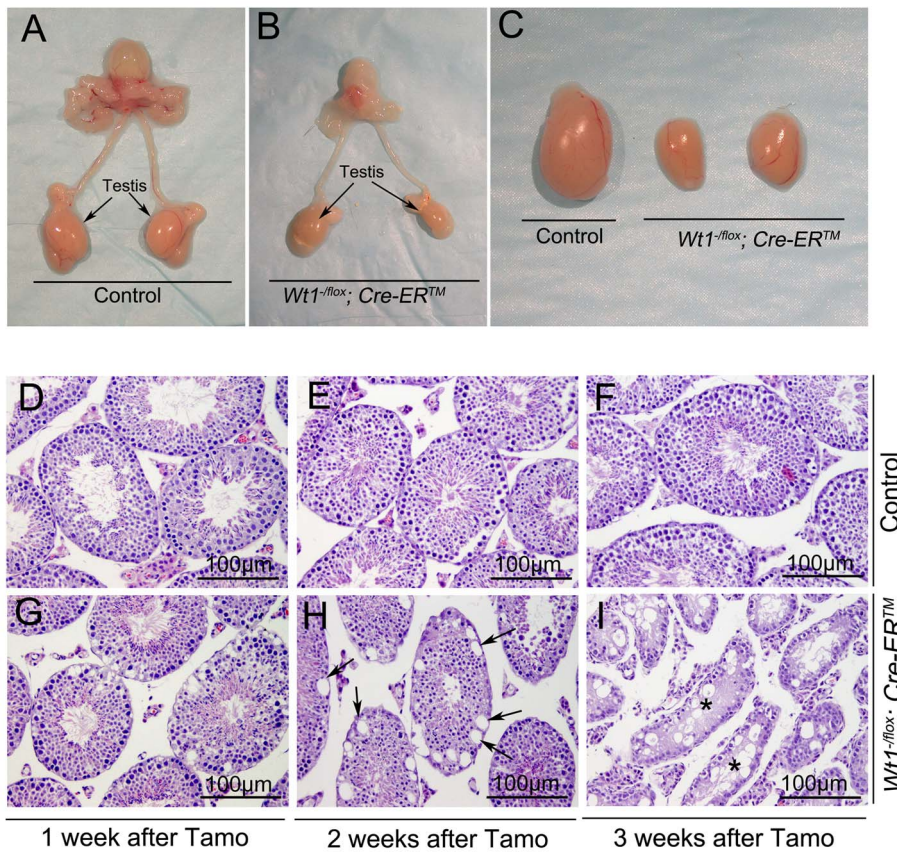 A
Testis
Control
B
Testis
Wt1-/flox; Cre-ERTM
C
Control
Wt1-/flox; Cre-ERTM
D
100μm
E
100μm
F
100μm
Control
G
100μm
H
100μm
I
*
*
100μm
Wt1-/flox; Cre-ERTM
1 week after Tamo
2 weeks after Tamo
3 weeks after Tamo